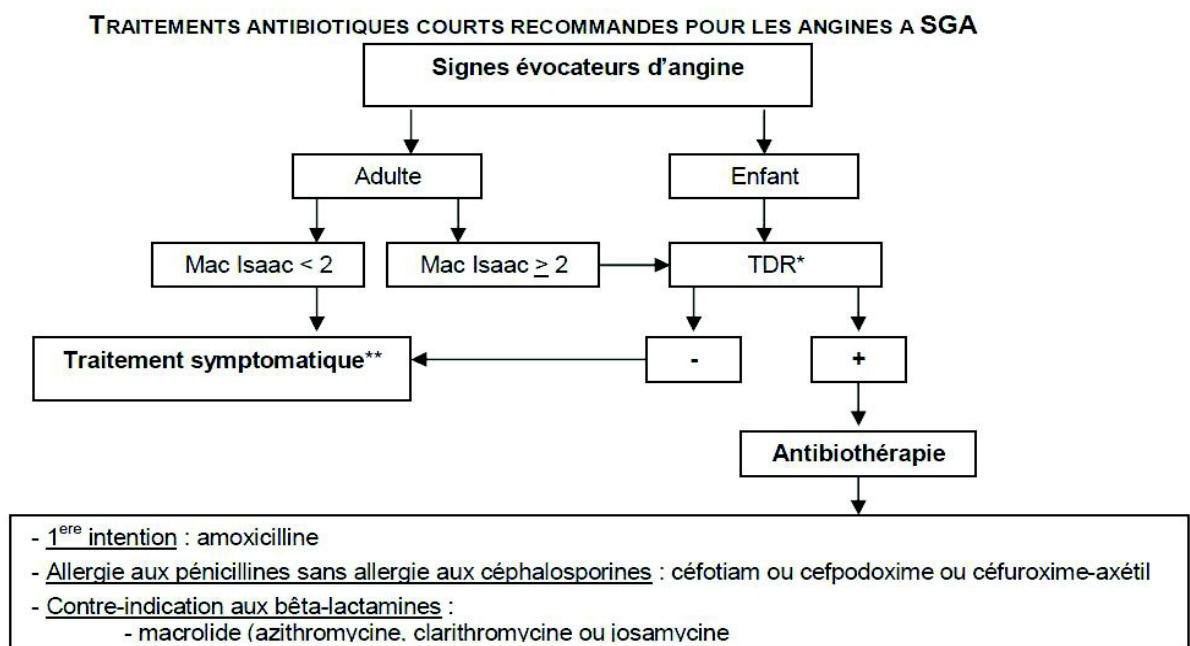 TRAITEMENTS ANTIBIOTIQUES COURTS RECOMMANDES POUR LES ANGINES A SGA
Signes évocateurs d'angine
Adulte
Enfant
Mac Isaac < 2
Mac Isaac ≥ 2
TDR*
Traitement symptomatique**
-
+
Antibiothérapie
- 1ere intention : amoxicilline
- Allergie aux pénicillines sans allergie aux céphalosporines : céfotiam ou cefpodoxime ou céfuroxime-axétil
- Contre-indication aux bêta-lactamines :
- macrolide (azithromycine, clarithromycine ou josamycine